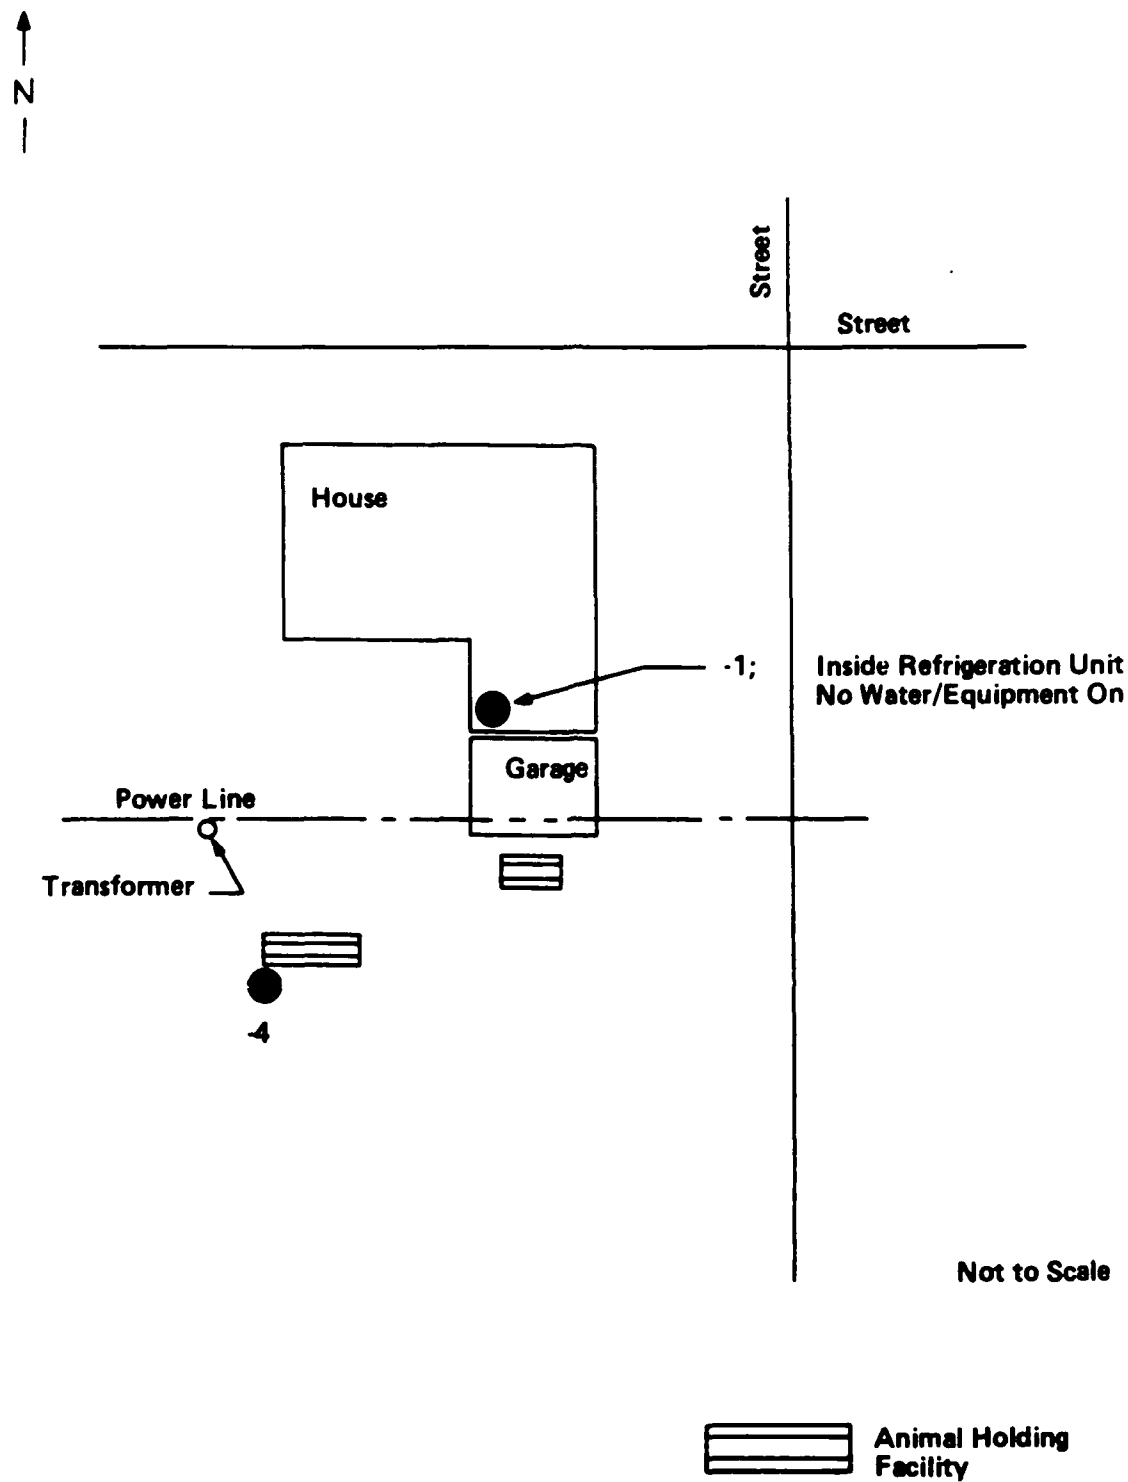 N
Street
Street
House
-1;
Inside Refrigeration Unit
No Water/Equipment On
Garage
Power Line
Transformer
-4
Not to Scale
Animal Holding
Facility